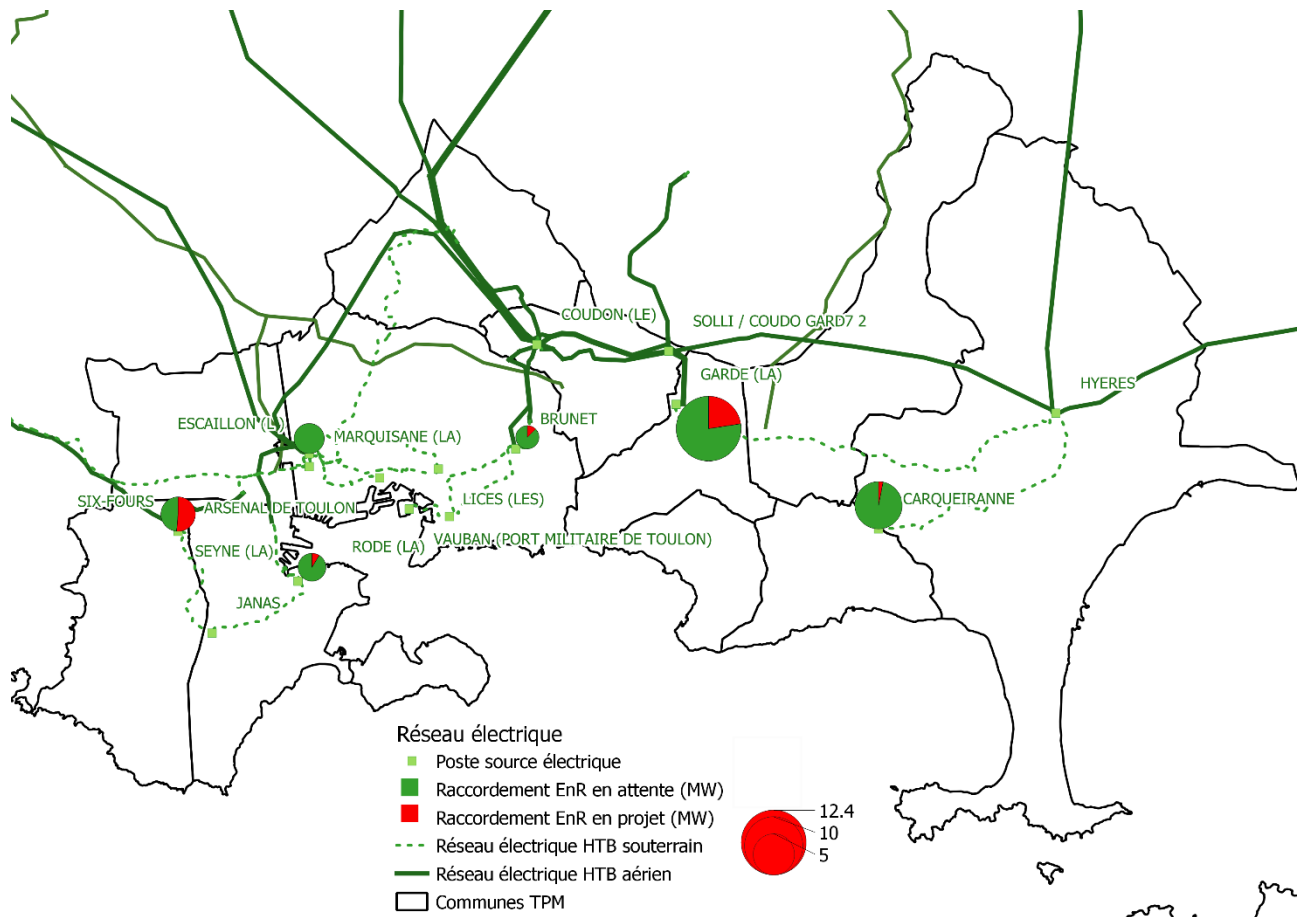 COUDON (LE)
SOLLI / COUDO GARD7 2
GARDE (LA)
HYERES
ESCAILLON (L')
MARQUISANE (LA)
BRUNET
SIX-FOURS
ARSENAL DE TOULON
LICES (LES)
CARQUEIRANNE
SEYNE (LA)
RODE (LA)
VAUBAN (PORT MILITAIRE DE TOULON)
JANAS
Réseau électrique
Poste source électrique
Raccordement EnR en attente (MW)
Raccordement EnR en projet (MW)
Réseau électrique HTB souterrain
Réseau électrique HTB aérien
Communes TPM
12.4
10
5